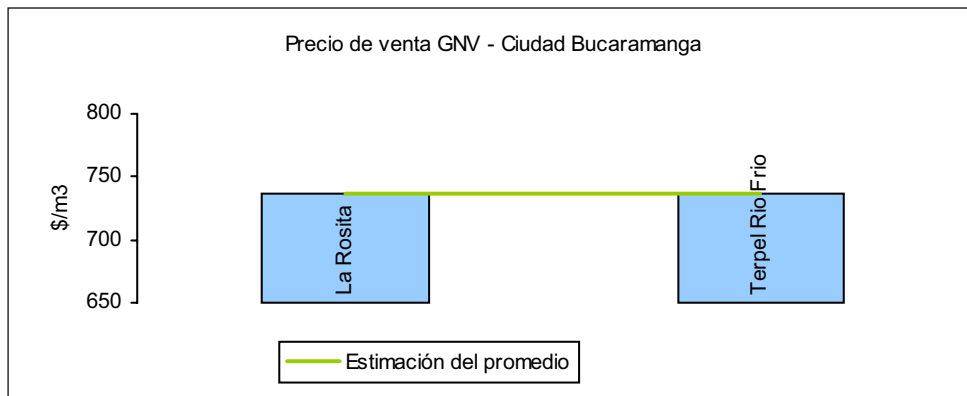 Precio de venta GNV - Ciudad Bucaramanga
800
750
700
650
$/m3
La Rosita
Terpel Rio Frio
Estimación del promedio